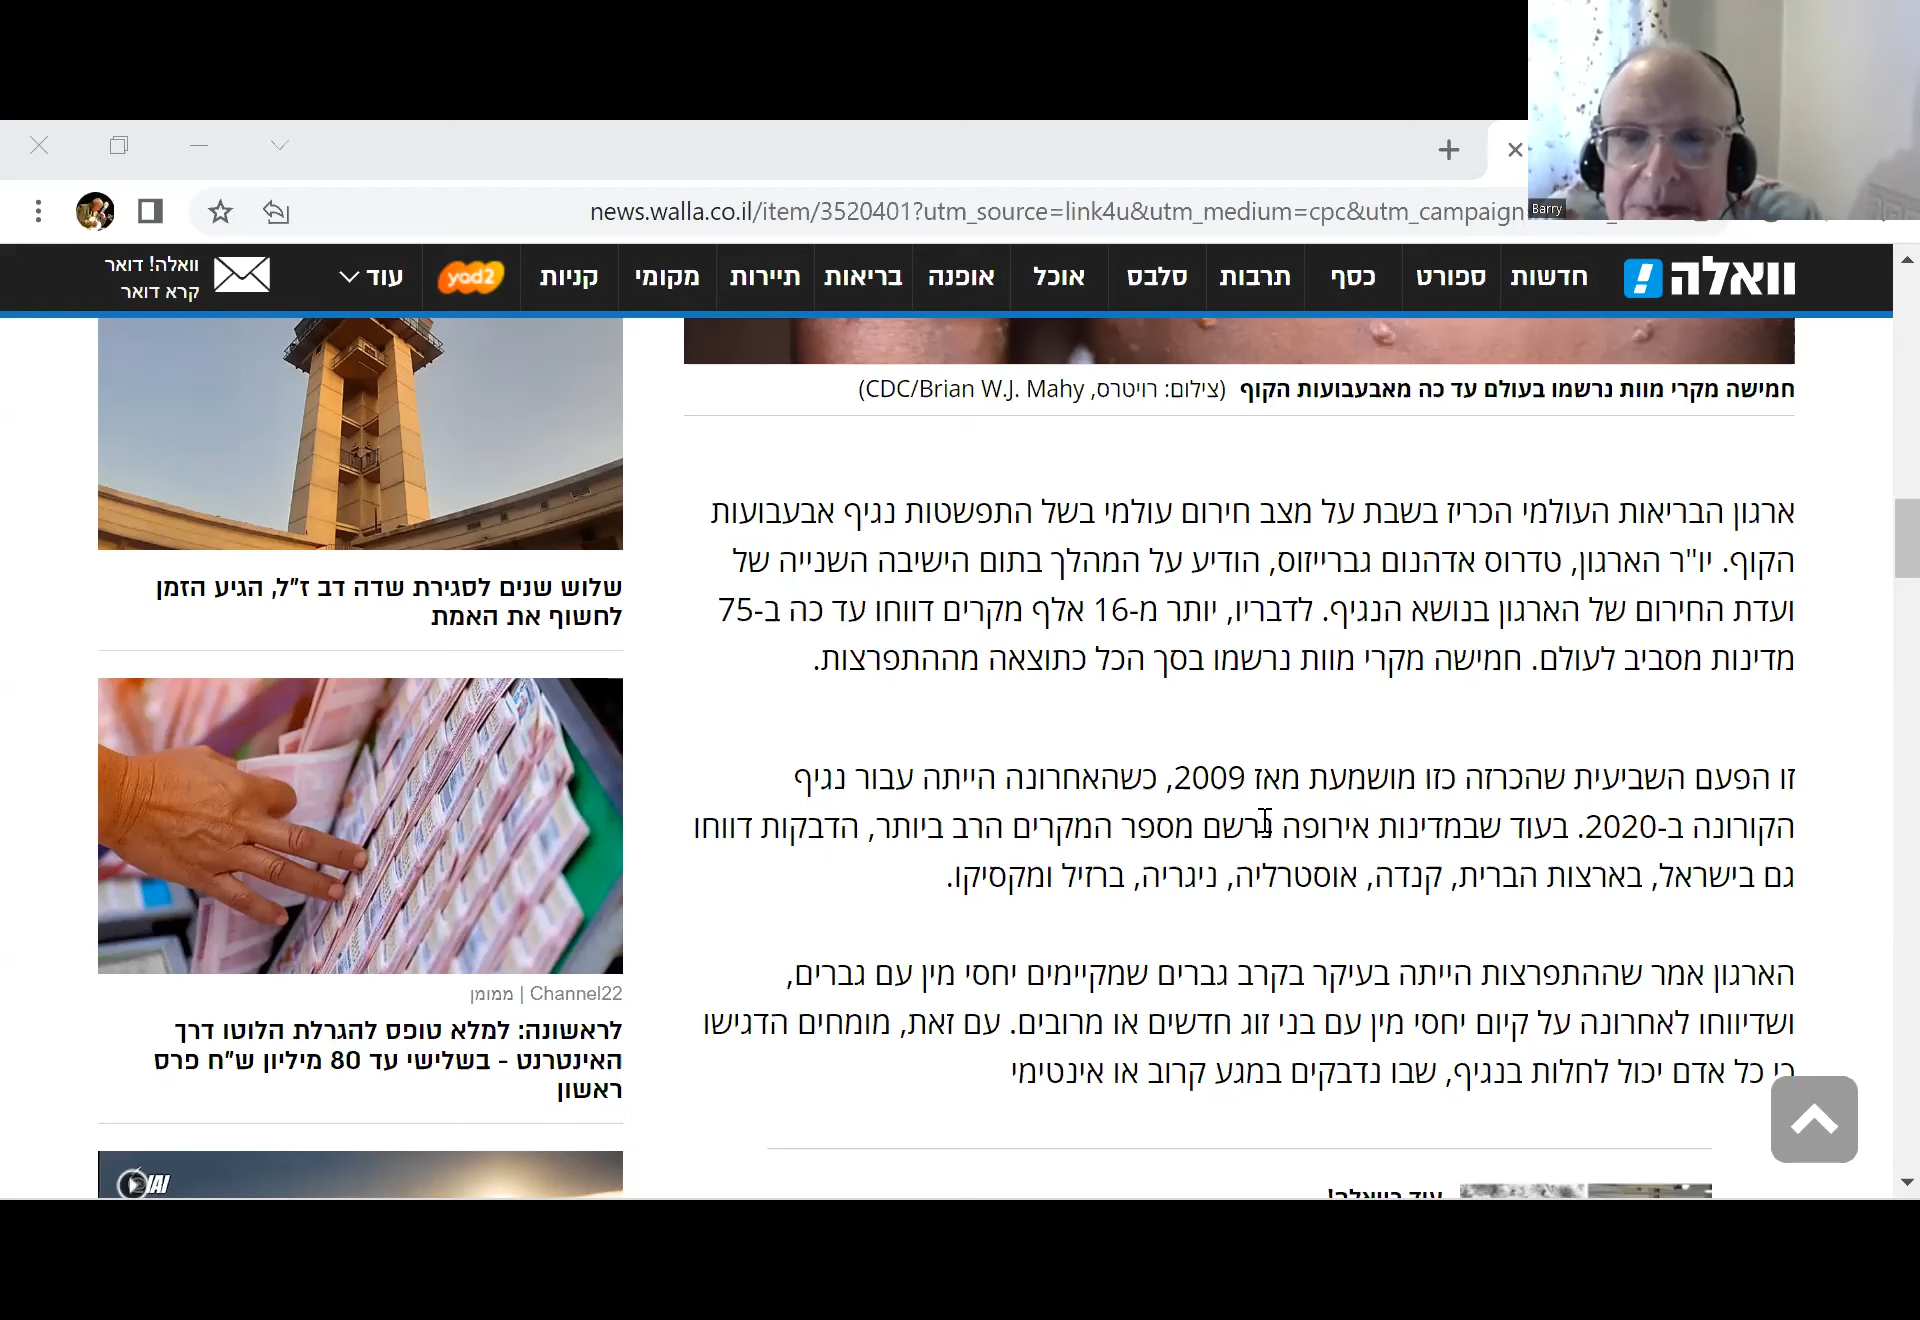 Barry
news.walla.co.il/item/3520401?utm_source=link4u&utm_medium=cpc&utm_campaign
וואלה!
חדשות
ספורט
כסף
תרבות
סלבס
אוכל
אופנה
בריאות
תיירות
מקומי
קניות
yad2
עוד
וואלה! דואר
קרא דואר
חמישה מקרי מוות נרשמו בעולם עד כה מאבעבועות הקוף (צילום: רויטרס, CDC/Brian W.J. Mahy)
ארגון הבריאות העולמי הכריז בשבת על מצב חירום עולמי בשל התפשטות נגיף אבעבועות
הקוף. יו"ר הארגון, טדרוס אדהנום גברייזוס, הודיע על המהלך בתום הישיבה השנייה של
ועדת החירום של הארגון בנושא הנגיף. לדבריו, יותר מ-16 אלף מקרים דווחו עד כה ב-75
מדינות מסביב לעולם. חמישה מקרי מוות נרשמו בסך הכל כתוצאה מההתפרצות.
זו הפעם השביעית שהכרזה כזו מושמעת מאז 2009, כשהאחרונה הייתה עבור נגיף
הקורונה ב-2020. בעוד שבמדינות אירופה נרשם מספר המקרים הרב ביותר, הדבקות דווחו
גם בישראל, בארצות הברית, קנדה, אוסטרליה, ניגריה, ברזיל ומקסיקו.
הארגון אמר שההתפרצות הייתה בעיקר בקרב גברים שמקיימים יחסי מין עם גברים,
ושדיווחו לאחרונה על קיום יחסי מין עם בני זוג חדשים או מרובים. עם זאת, מומחים הדגישו
כי כל אדם יכול לחלות בנגיף, שבו נדבקים במגע קרוב או אינטימי
עוד בוואלה!
שלוש שנים לסגירת שדה דב ז"ל, הגיע הזמן
לחשוף את האמת
Channel22 | ממומן
לראשונה: למלא טופס להגרלת הלוטו דרך
האינטרנט - בשלישי עד 80 מיליון ש"ח פרס
ראשון
IAI